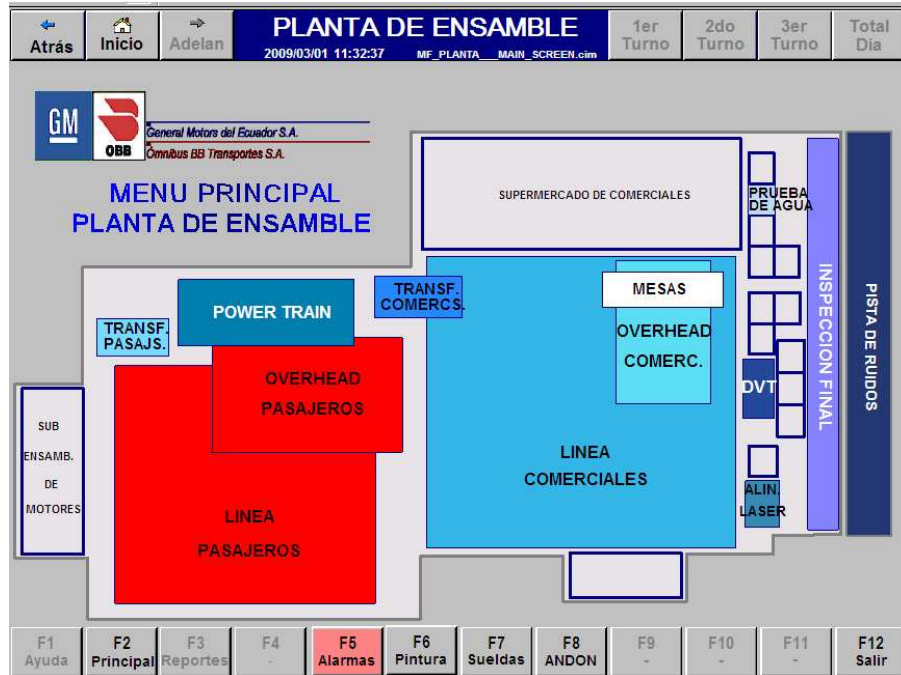 Atrás
Inicio
Adelan
PLANTA DE ENSAMBLE
2009/03/01 11:32:37 MF_PLANTA___MAIN_SCREEN.cim
1er
Turno
2do
Turno
3er
Turno
Total
Dia
GM
OBB
General Motors del Ecuador S.A.
Ómnibus BB Transportes S.A.
MENU PRINCIPAL
PLANTA DE ENSAMBLE
SUPERMERCADO DE COMERCIALES
PRUEBA
DE AGUA
TRANSF.
COMERCS.
MESAS
POWER TRAIN
TRANSF.
PASAJS.
OVERHEAD
COMERC.
OVERHEAD
PASAJEROS
DVT
INSPECCION FINAL
PISTA DE RUIDOS
SUB
ENSAMB.
DE
MOTORES
LINEA
COMERCIALES
ALIN.
LASER
LINEA
PASAJEROS
F1
Ayuda
F2
Principal
F3
Reportes
F4
-
F5
Alarmas
F6
Pintura
F7
Sueldas
F8
ANDON
F9
-
F10
-
F11
-
F12
Salir